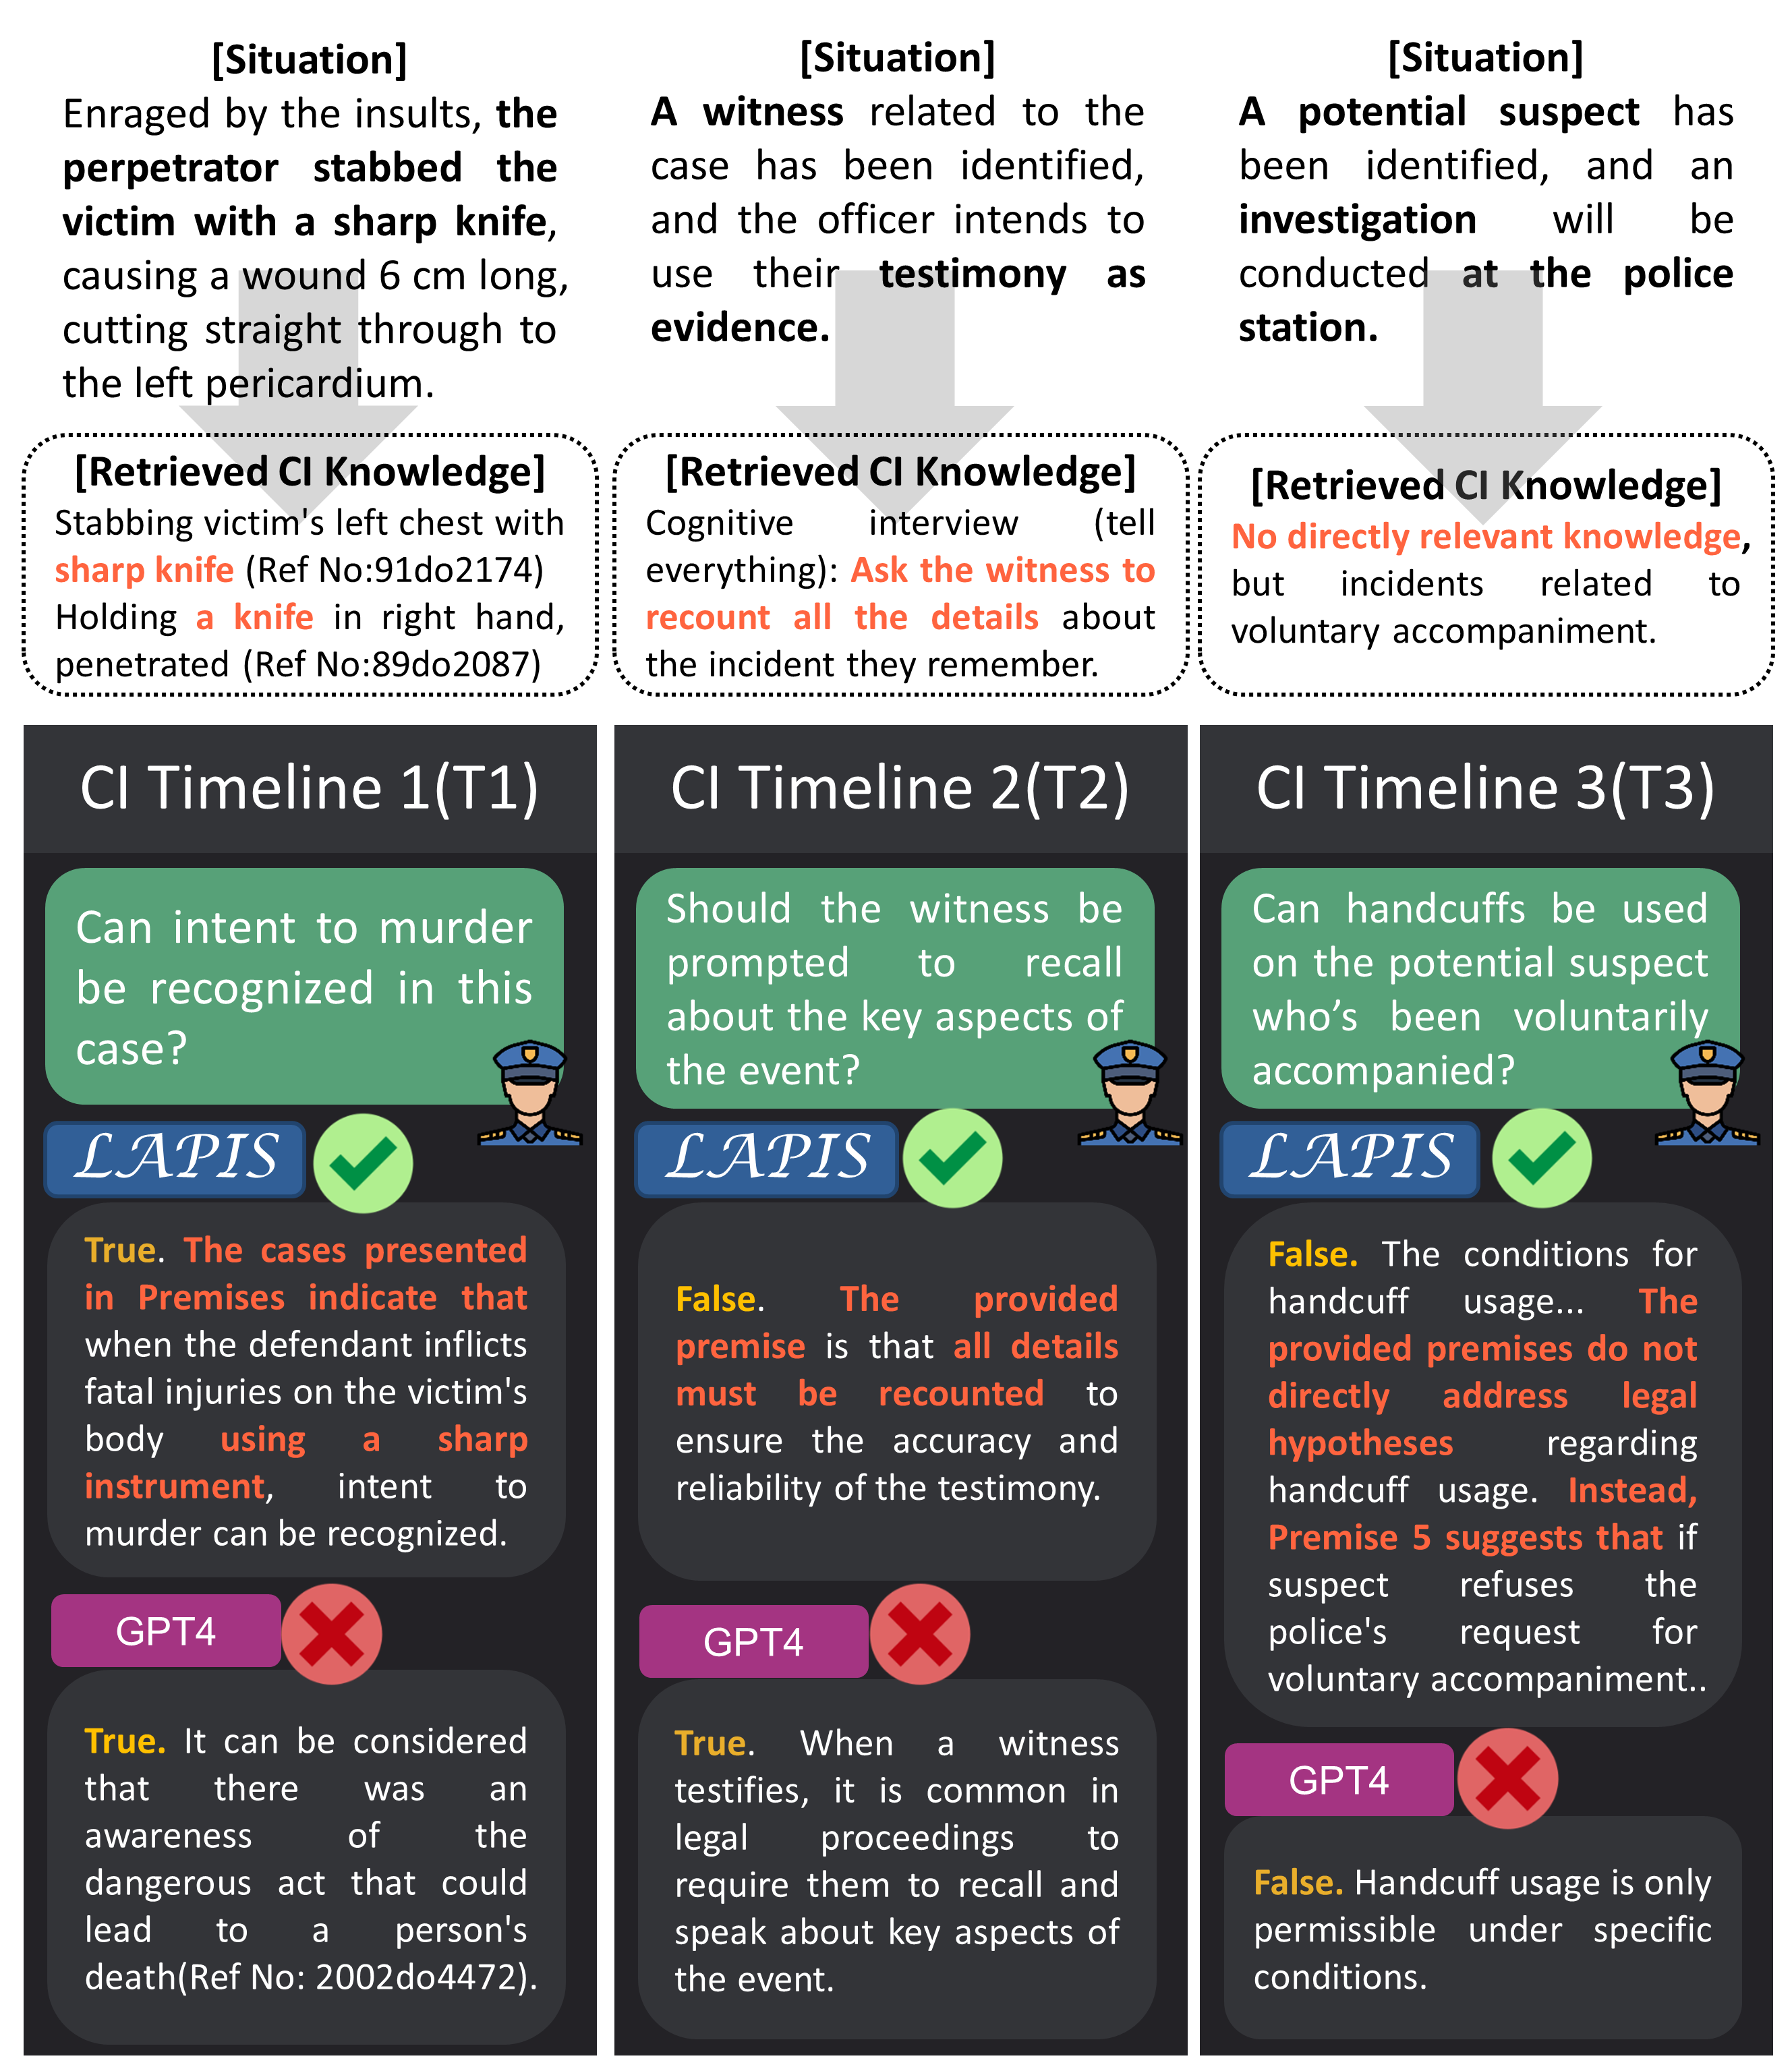 [Situation]
Enraged by the insults, the
perpetrator stabbed the
victim with a sharp knife,
causing a wound 6 cm long,
cutting straight through to
the left pericardium.
[Retrieved CI Knowledge]
Stabbing victim's left chest with
sharp knife (Ref No:91do2174)
Holding a knife in right hand,
penetrated (Ref No:89do2087)
CI Timeline 1(T1)
Can intent to murder
be recognized in this
case?
LAPIS
True. The cases presented
in Premises indicate that
when the defendant inflicts
fatal injuries on the victim's
body using a sharp
instrument, intent to
murder can be recognized.
GPT4
True. It can be considered
that there was an
awareness of the
dangerous act that could
lead to a person's
death(Ref No: 2002do4472).
[Situation]
A witness related to the
case has been identified,
and the officer intends to
use their testimony as
evidence.
[Retrieved CI Knowledge]
Cognitive interview (tell
everything): Ask the witness to
recount all the details about
the incident they remember.
CI Timeline 2(T2)
Should the witness be
prompted to recall
about the key aspects of
the event?
LAPIS
False. The provided
premise is that all details
must be recounted to
ensure the accuracy and
reliability of the testimony.
GPT4
True. When a witness
testifies, it is common in
legal proceedings to
require them to recall and
speak about key aspects of
the event.
[Situation]
A potential suspect has
been identified, and an
investigation will be
conducted at the police
station.
[Retrieved CI Knowledge]
No directly relevant knowledge,
but incidents related to
voluntary accompaniment.
CI Timeline 3(T3)
Can handcuffs be used
on the potential suspect
who’s been voluntarily
accompanied?
LAPIS
False. The conditions for
handcuff usage... The
provided premises do not
directly address legal
hypotheses regarding
handcuff usage. Instead,
Premise 5 suggests that if
suspect refuses the
police's request for
voluntary accompaniment..
GPT4
False. Handcuff usage is only
permissible under specific
conditions.